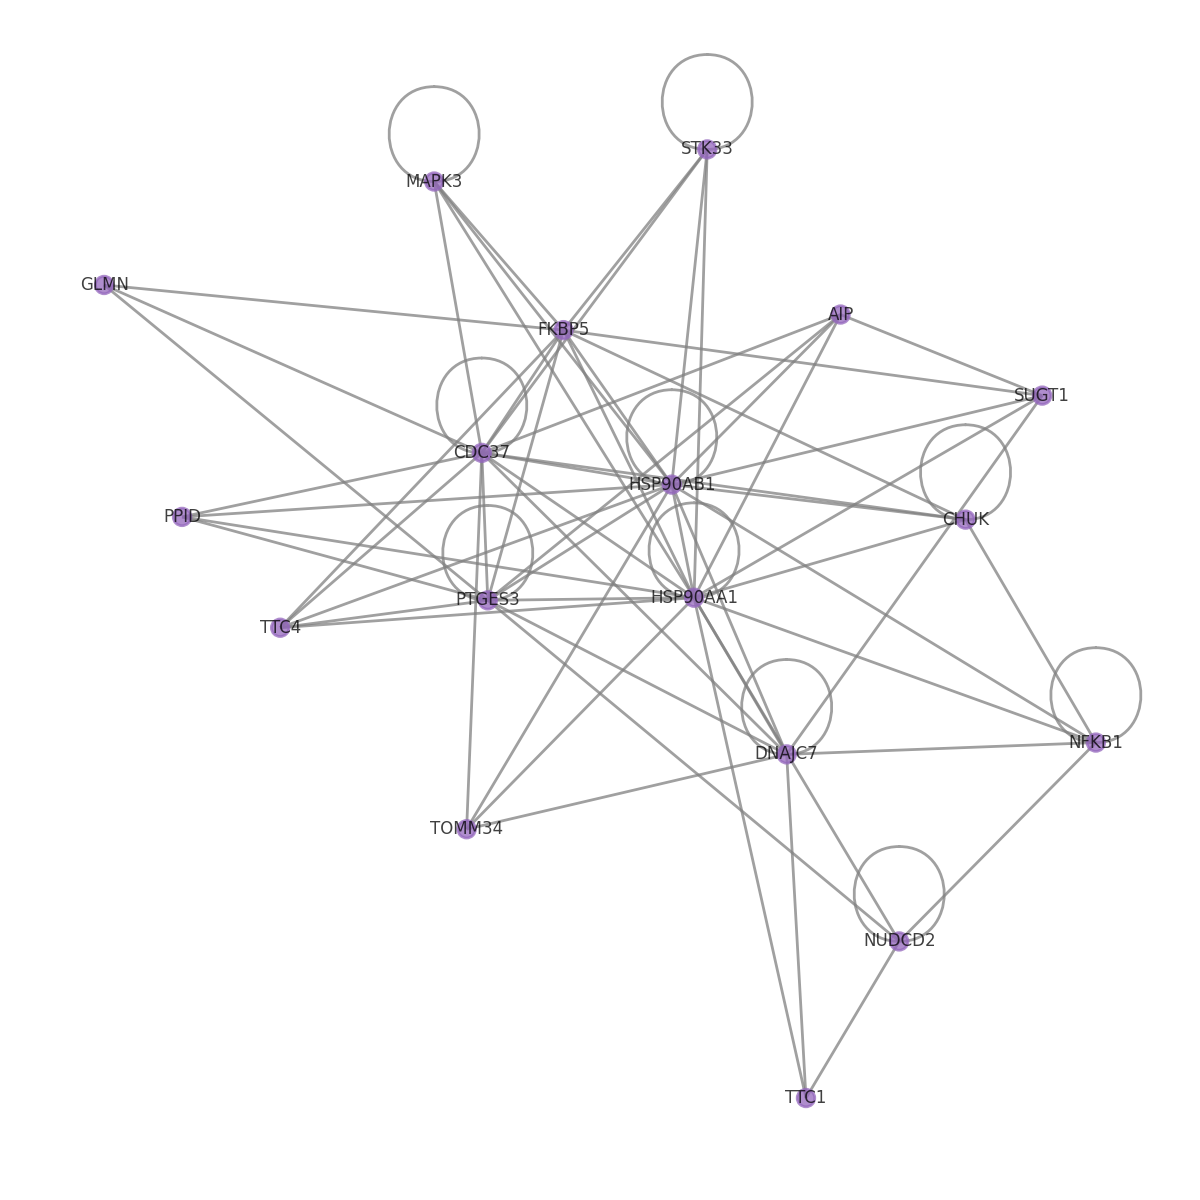 STK33
MAPK3
GLMN
AIP
FKBP5
SUGT1
CDC37
HSP90AB1
PPID
CHUK
PTGES3
HSP90AA1
TTC4
NFKB1
DNAJC7
TOMM34
NUDCD2
TTC1